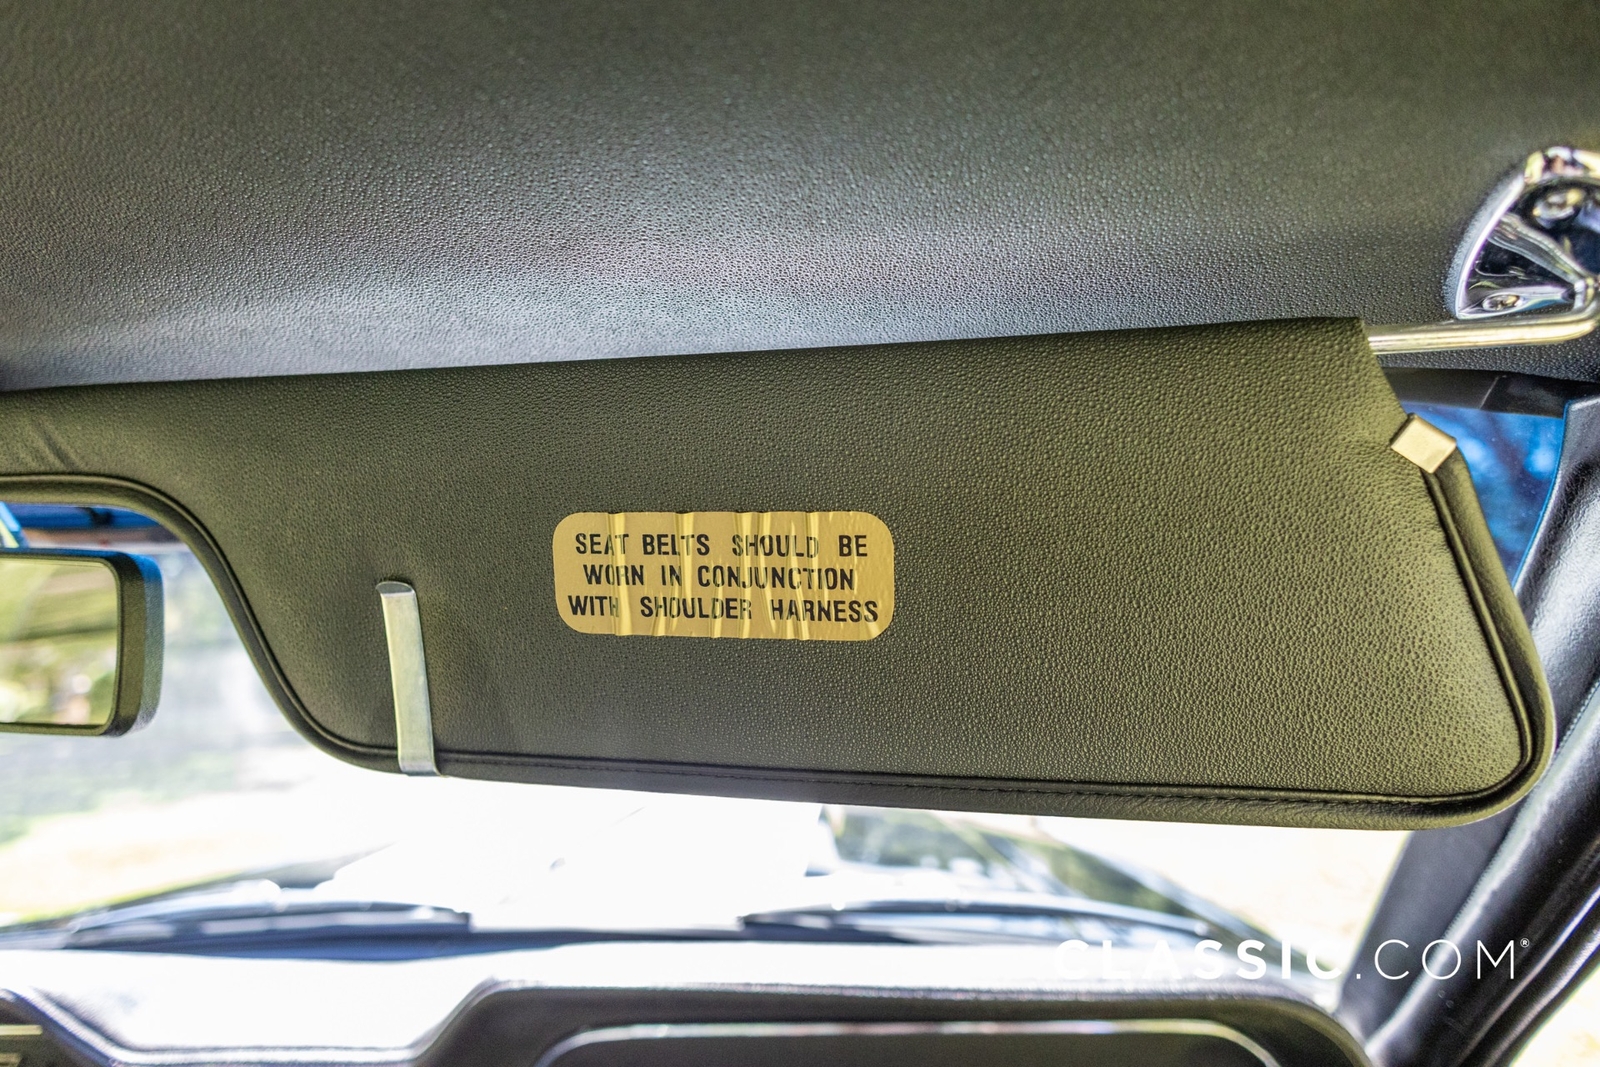 SEAT BELTS SHOULD BE
WORN IN CONJUNCTION
WITH SHOULDER HARNESS
CLASSIC.COM®